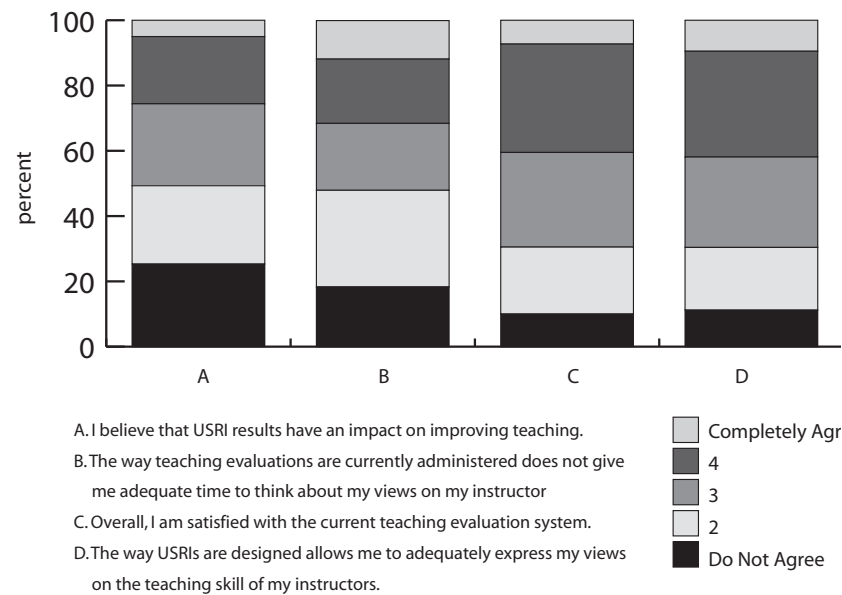 100
80
60
40
20
0
percent
A B C D
A. I believe that USRI results have an impact on improving teaching.
B. The way teaching evaluations are currently administered does not give
me adequate time to think about my views on my instructor
C. Overall, I am satisfied with the current teaching evaluation system.
D. The way USRIs are designed allows me to adequately express my views
on the teaching skill of my instructors.
Completely Agr
4
3
2
Do Not Agree